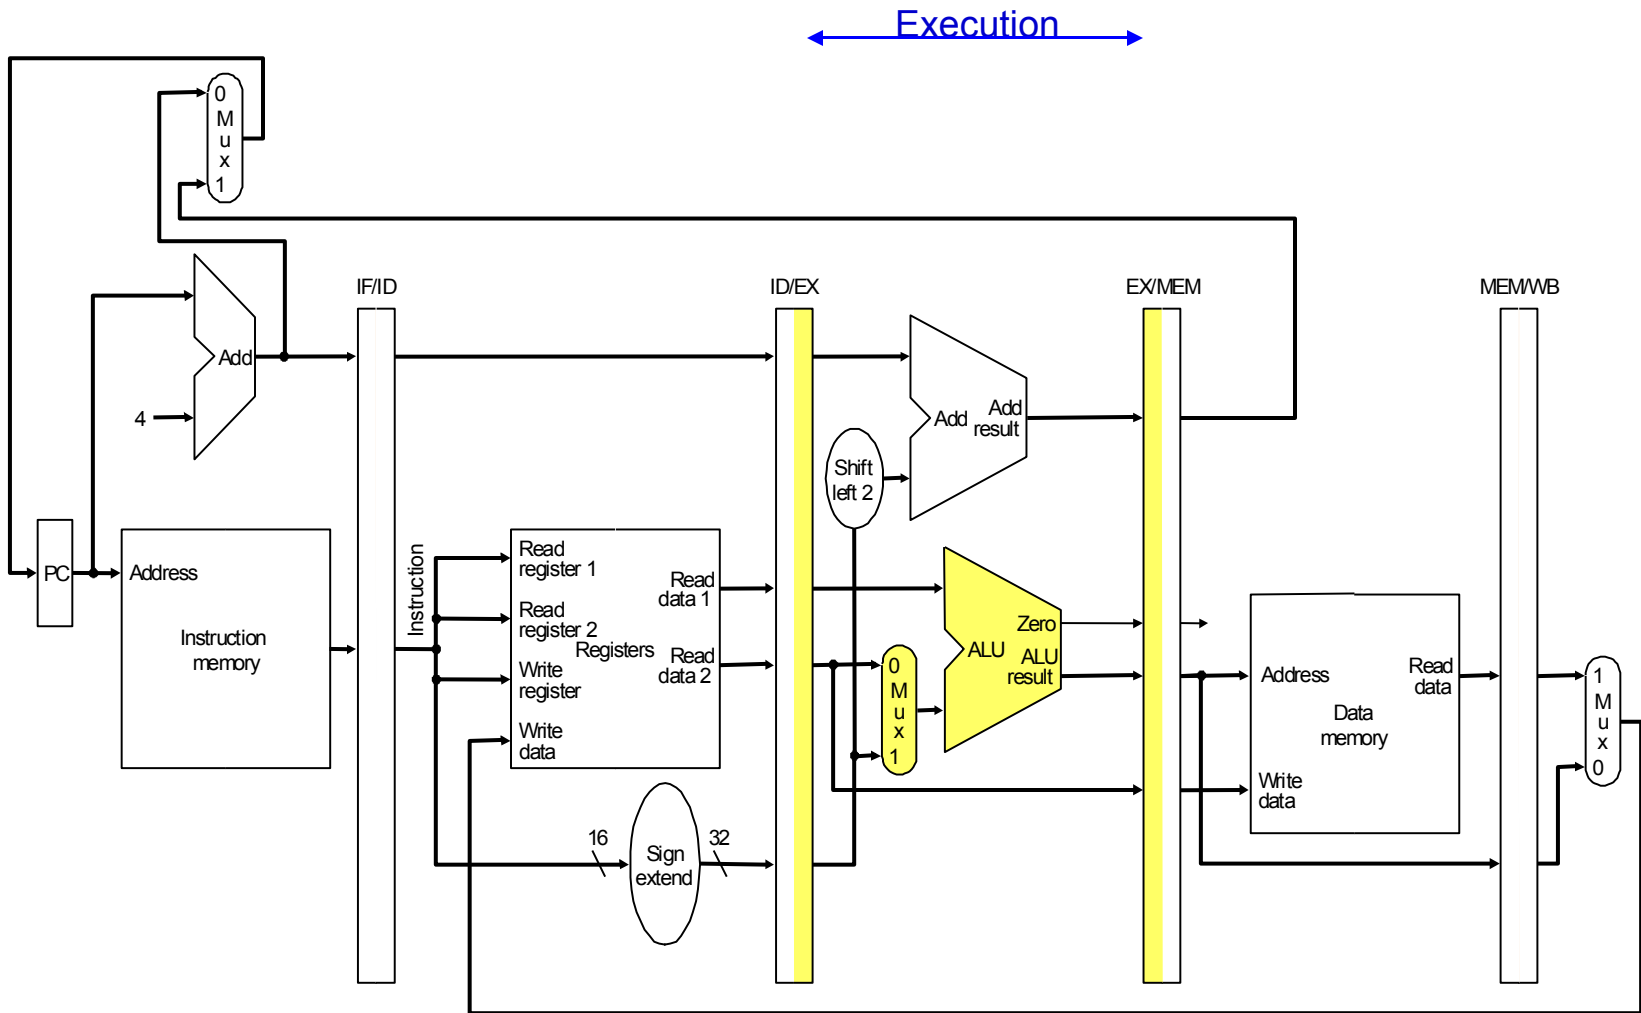 Execution
0
M
u
x
1
IF/ID
ID/EX
EX/MEM
MEM/WB
Add
4
Add
Add
result
Shift
left 2
PC
Address
Instruction
memory
Instruction
Read
register 1
Read
register 2
Write
register
Write
data
Registers
Read
data 1
Read
data 2
16
Sign
extend
32
0
M
u
x
1
Zero
ALU
ALU
result
Address
Read
data
Data
memory
Write
data
1
M
u
x
0